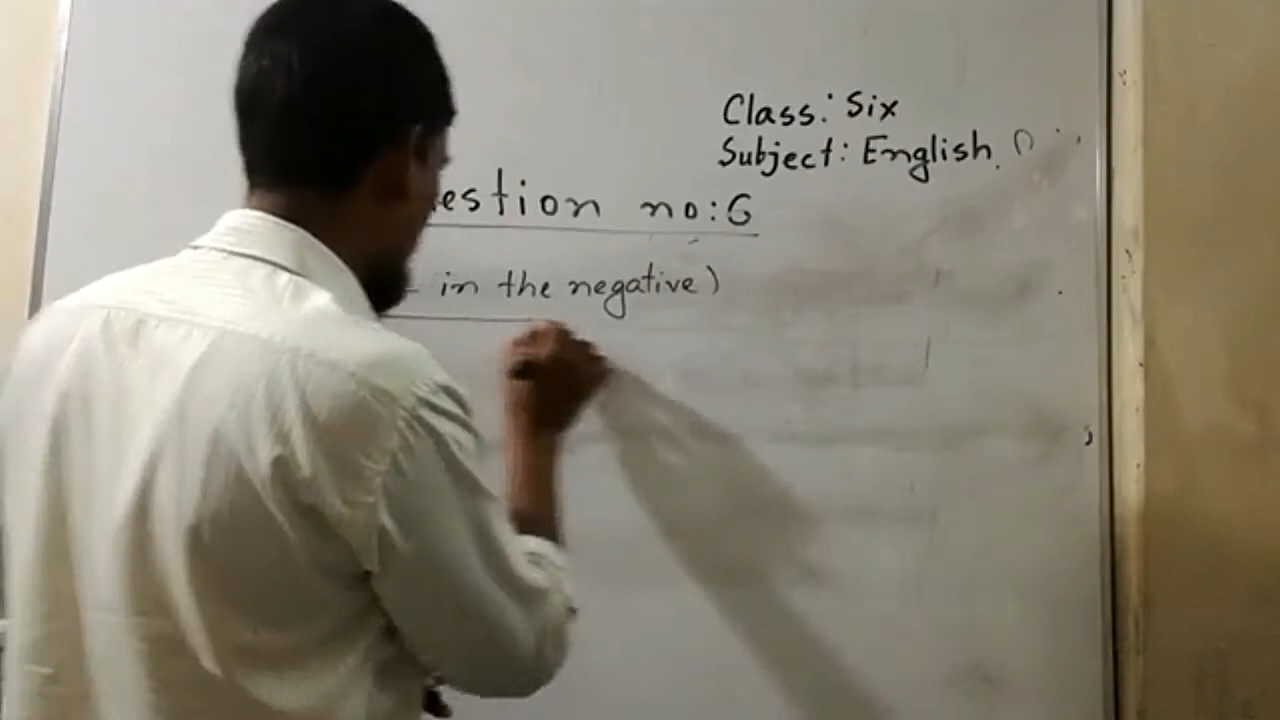 Class: Six
Subject: English
estion no:6
in the negative)